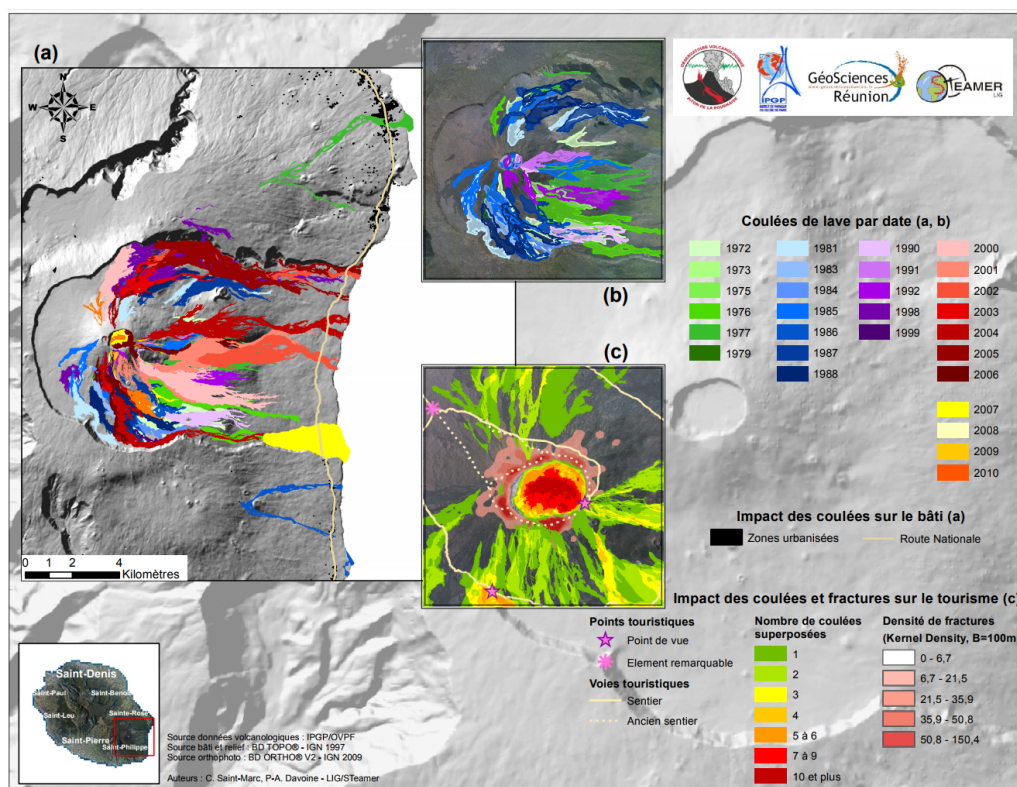 (a)
N
W
E
S
0 1 2 4
Kilomètres
(b)
(c)
OBSERVATOIRE VOLCANOLOGIQUE
PITON DE LA FOURNAISE
IPGP
GéoSciences
Réunion
STEAMER
LIG
Coulées de lave par date (a, b)
1972
1973
1975
1976
1977
1979
1981
1983
1984
1985
1986
1987
1988
1990
1991
1992
1998
1999
2000
2001
2002
2003
2004
2005
2006
2007
2008
2009
2010
Impact des coulées sur le bâti (a)
Zones urbanisées
Route Nationale
Impact des coulées et fractures sur le tourisme (c)
Points touristiques
Point de vue
Element remarquable
Voies touristiques
Sentier
Ancien sentier
Nombre de coulées
superposées
1
2
3
4
5 à 6
7 à 9
10 et plus
Densité de fractures
(Kernel Density, B=100m
0 - 6,7
6,7 - 21,5
21,5 - 35,9
35,9 - 50,8
50,8 - 150,4
Saint-Denis
Saint-Paul
Saint-Benoi
Sainte-Rose
Saint-Leu
Saint-Pierre
Saint-Philippe
Source données volcanologiques : IPGP/OVPF
Source bâti et relief : BD TOPO® - IGN 1997
Source orthophoto : BD ORTHO® V2 - IGN 2009
Auteurs : C. Saint-Marc, P-A. Davoine - LIG/STeamer